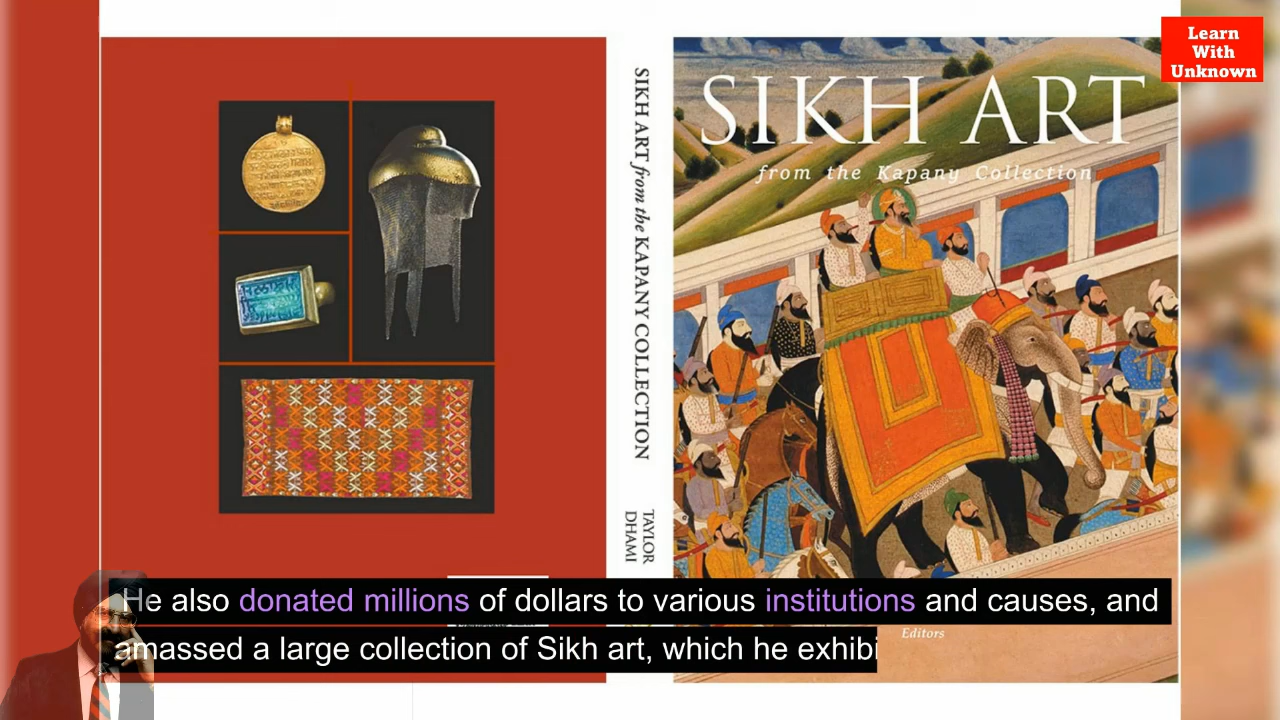 Learn
With
Unknown
SIKH ART
from the Kapany Collection
SIKH ART from the KAPANY COLLECTION
TAYLOR
DHAMI
He also donated millions of dollars to various institutions and causes, and
amassed a large collection of Sikh art, which he exhibi
Editors